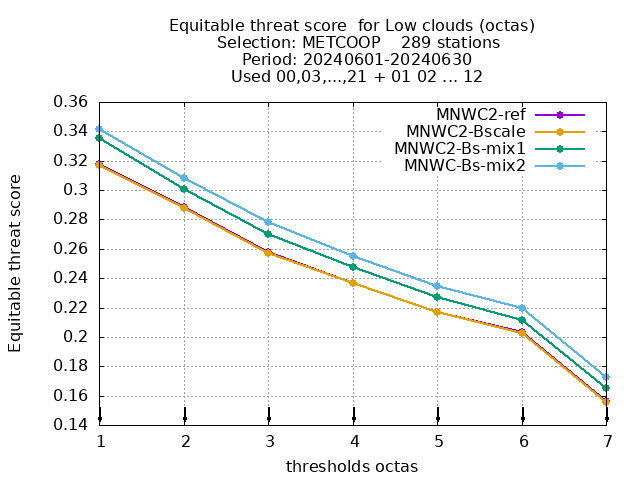 Equitable threat score  for Low clouds (octas)
Selection: METCOOP    289 stations
Period: 20240601-20240630
Used 00,03,...,21 + 01 02 ... 12
MNWC2-ref
MNWC2-Bscale
MNWC2-Bs-mix1
MNWC-Bs-mix2
Equitable threat score
0.36
0.34
0.32
0.3
0.28
0.26
0.24
0.22
0.2
0.18
0.16
0.14
1 2 3 4 5 6 7
thresholds octas